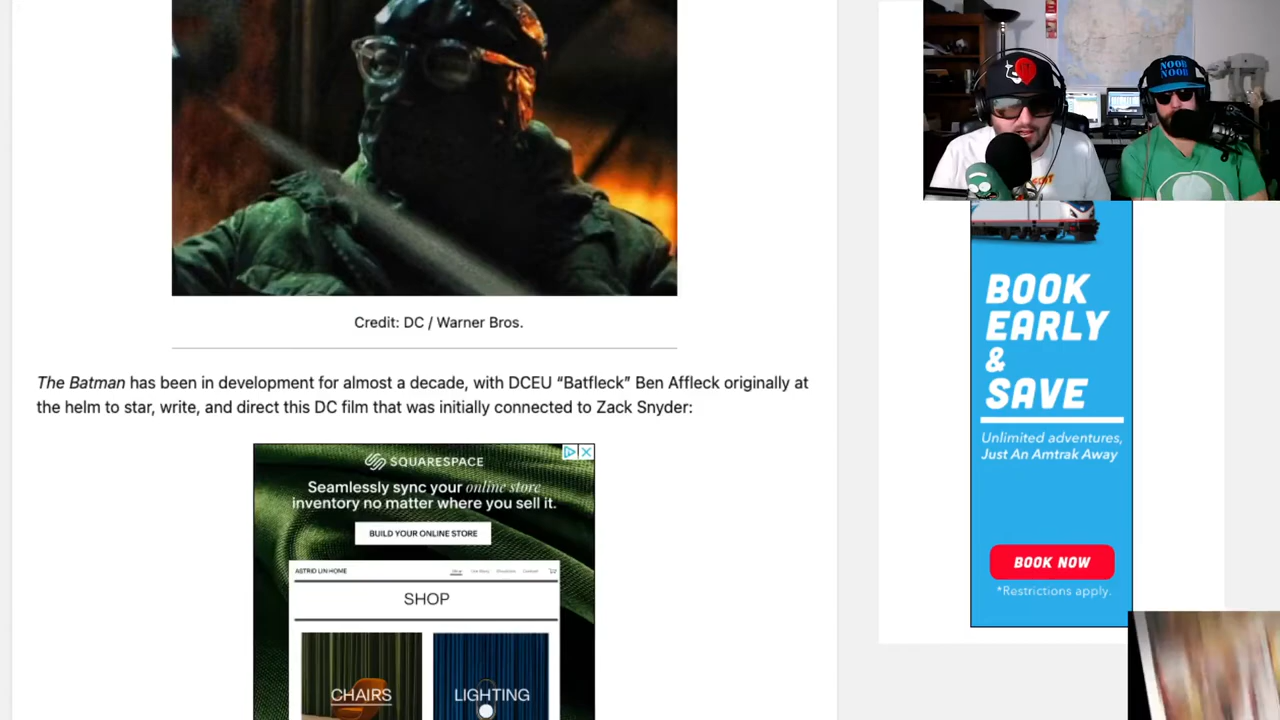 NOOB
NOOB
Credit: DC / Warner Bros.
The Batman has been in development for almost a decade, with DCEU “Batfleck” Ben Affleck originally at
the helm to star, write, and direct this DC film that was initially connected to Zack Snyder:
SQUARESPACE
Seamlessly sync your online store
inventory no matter where you sell it.
BUILD YOUR ONLINE STORE
ASTRID LIN HOME
SHOP
CHAIRS
LIGHTING
BOOK
EARLY
&
SAVE
Unlimited adventures,
Just An Amtrak Away
BOOK NOW
*Restrictions apply.